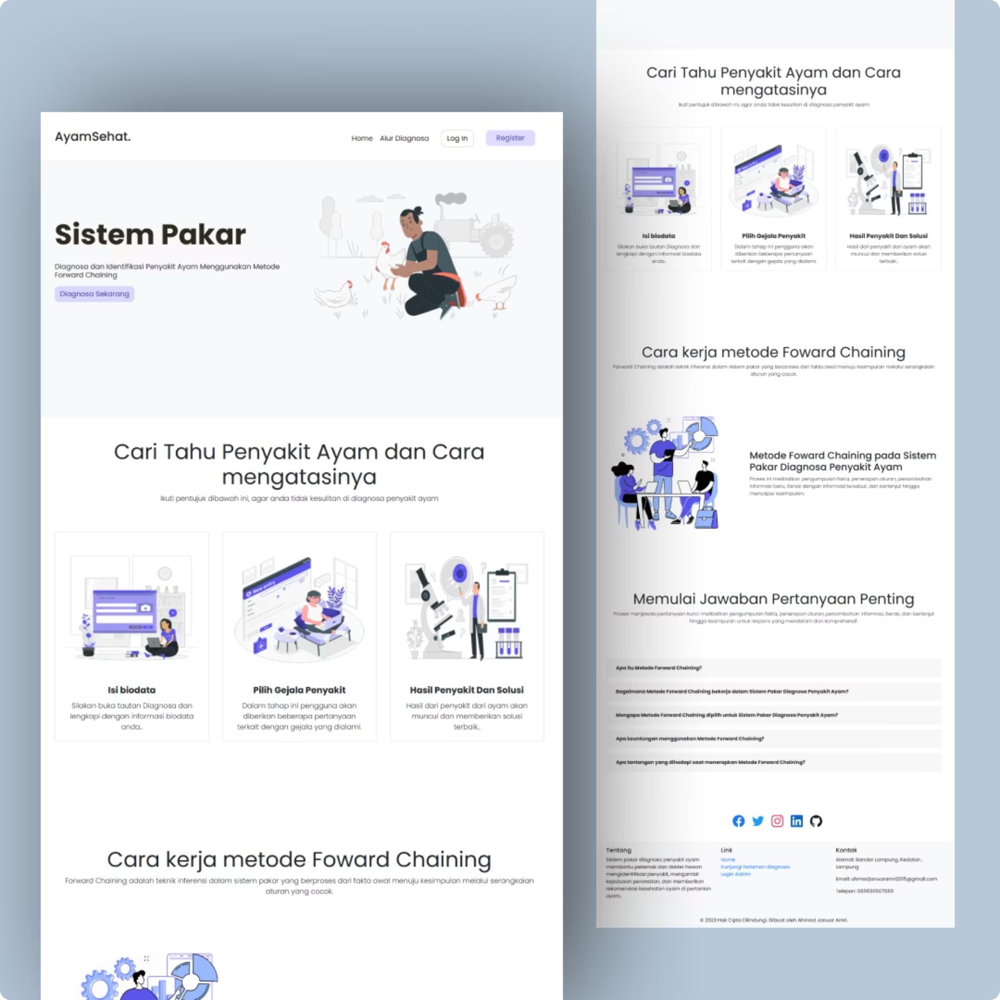 AyamSehat.
Home Alur Diagnosa Log In Register
Sistem Pakar
Diagnosa dan Identifikasi Penyakit Ayam Menggunakan Metode
Forward Chaining
Diagnosa Sekarang
Cari Tahu Penyakit Ayam dan Cara
mengatasinya
Ikuti pentujuk dibawah ini, agar anda tidak kesulitan di diagnosa penyakit ayam
New entry
Isi biodata
Silakan buka tautan Diagnosa dan
lengkapi dengan informasi biodata
anda..
Pilih Gejala Penyakit
Dalam tahap ini pengguna akan
diberikan beberapa pertanyaan
terkait dengan gejala yang dialami.
Hasil Penyakit Dan Solusi
Hasil dari penyakit dari ayam akan
muncul dan memberikan solusi
terbaik..
Cara kerja metode Foward Chaining
Forward Chaining adalah teknik inferensi dalam sistem pakar yang berproses dari fakta awal menuju kesimpulan melalui serangkaian
aturan yang cocok.
Cari Tahu Penyakit Ayam dan Cara
mengatasinya
Ikuti pentujuk dibawah ini, agar anda tidak kesulitan di diagnosa penyakit ayam
New entry
Isi biodata
Silakan buka tautan Diagnosa dan
lengkapi dengan informasi biodata
anda..
Pilih Gejala Penyakit
Dalam tahap ini pengguna akan
diberikan beberapa pertanyaan
terkait dengan gejala yang dialami.
Hasil Penyakit Dan Solusi
Hasil dari penyakit dari ayam akan
muncul dan memberikan solusi
terbaik..
Cara kerja metode Foward Chaining
Forward Chaining adalah teknik inferensi dalam sistem pakar yang berproses dari fakta awal menuju kesimpulan melalui serangkaian
aturan yang cocok.
Metode Foward Chaining pada Sistem
Pakar Diagnosa Penyakit Ayam
Proses ini melibatkan pengumpulan fakta, penerapan aturan, penambahan
informasi baru, iterasi dengan informasi tersebut, dan berlanjut hingga
mencapai kesimpulan.
Memulai Jawaban Pertanyaan Penting
Proses menjawab pertanyaan kunci melibatkan pengumpulan fakta, penerapan aturan, penambahan informasi, iterasi, dan berlanjut
hingga kesimpulan untuk respons yang mendalam dan komprehensif.
Apa itu Metode Forward Chaining?
Bagaimana Metode Forward Chaining bekerja dalam Sistem Pakar Diagnosa Penyakit Ayam?
Mengapa Metode Forward Chaining dipilih untuk Sistem Pakar Diagnosa Penyakit Ayam?
Apa keuntungan menggunakan Metode Forward Chaining?
Apa tantangan yang dihadapi saat menerapkan Metode Forward Chaining?
Tentang
Sistem pakar diagnosa penyakit ayam
membantu peternak dan dokter hewan
mengidentifikasi penyakit, mengambil
keputusan perawatan, dan memberikan
rekomendasi kesehatan ayam di pertanian
ayam.
Link
Home
Kunjungi halaman diagnosa
Login Admin
Kontak
Alamat: Bandar Lampung, Kedaton ,
Lampung
Email: ahmadjanuaramri2015@gmail.com
Telepon: 089630507889
© 2023 Hak Cipta Dilindungi. Dibuat oleh Ahmad Januar Amri.